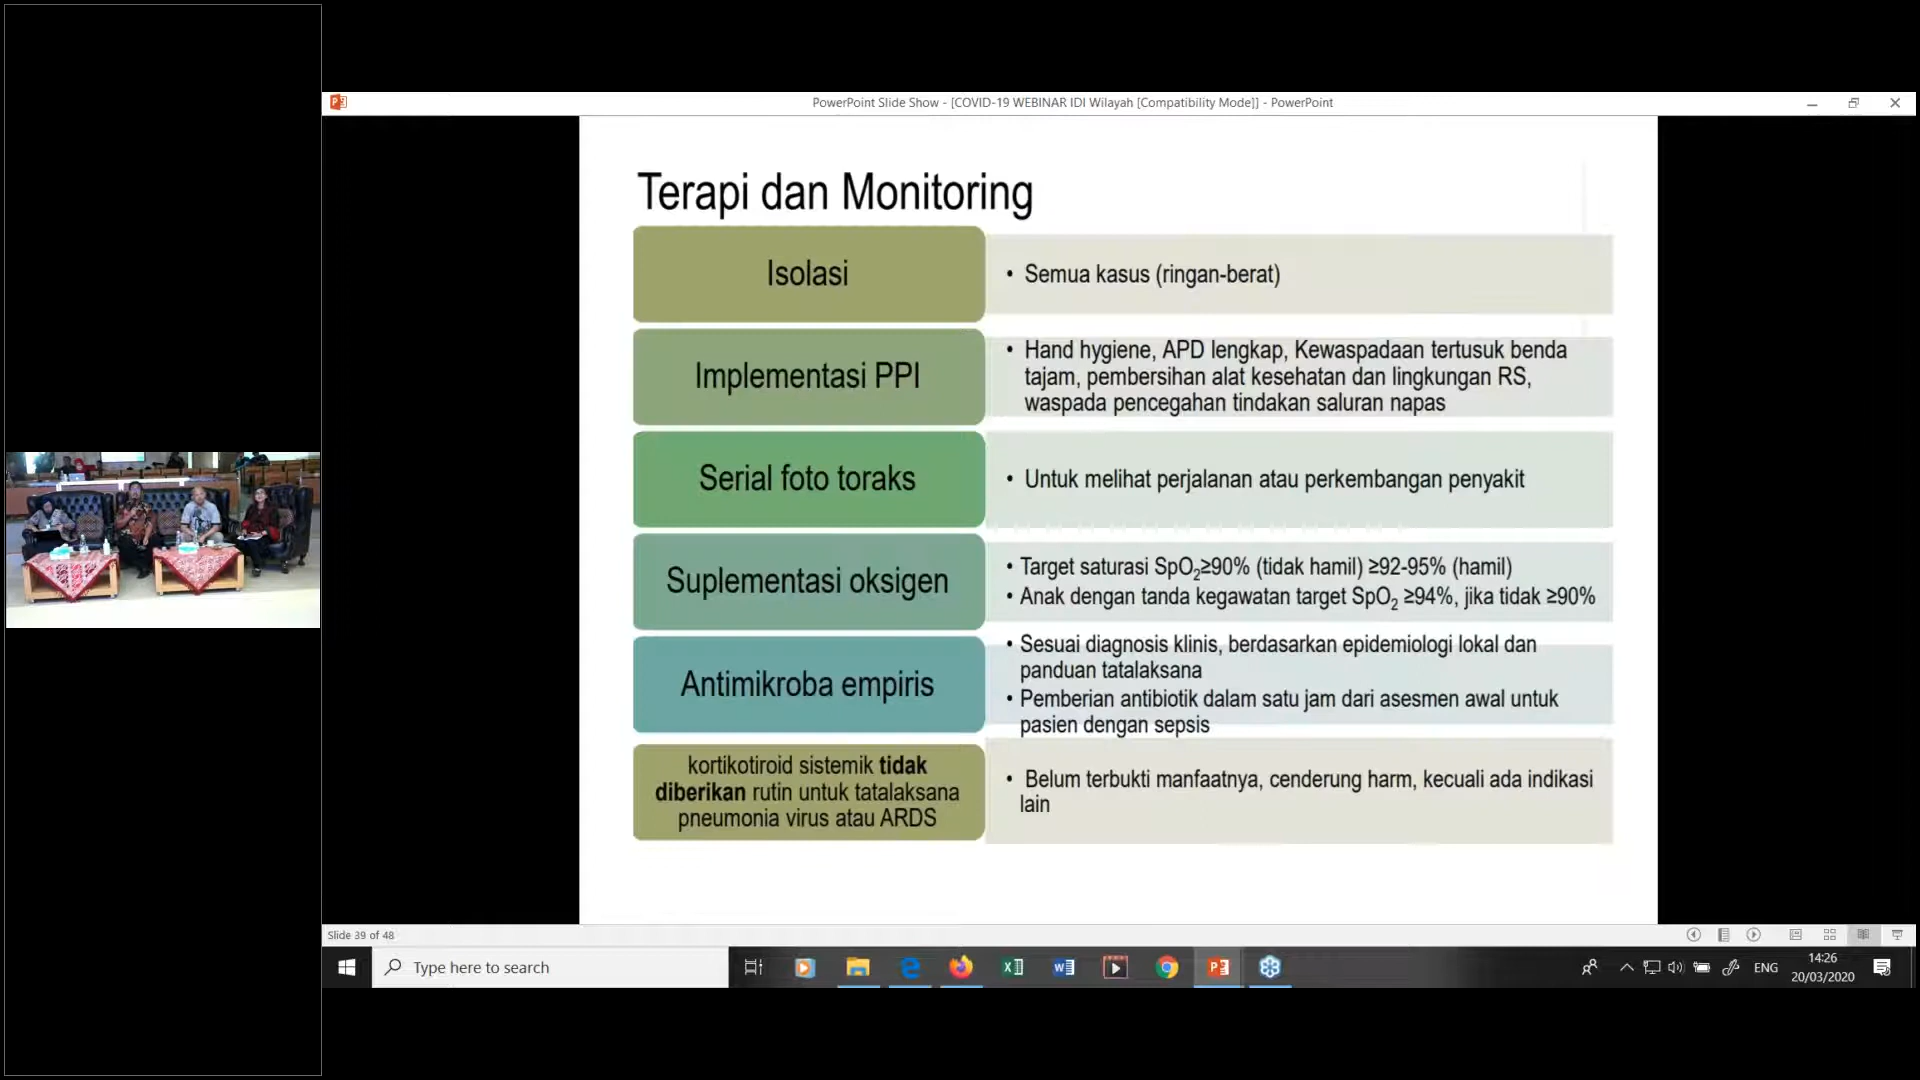 PowerPoint Slide Show - [COVID-19 WEBINAR IDI Wilayah [Compatibility Mode]] - PowerPoint
Terapi dan Monitoring
Isolasi
• Semua kasus (ringan-berat)
Implementasi PPI
• Hand hygiene, APD lengkap, Kewaspadaan tertusuk benda
tajam, pembersihan alat kesehatan dan lingkungan RS,
waspada pencegahan tindakan saluran napas
Serial foto toraks
• Untuk melihat perjalanan atau perkembangan penyakit
Suplementasi oksigen
• Target saturasi SpO₂≥90% (tidak hamil) ≥92-95% (hamil)
• Anak dengan tanda kegawatan target SpO₂ ≥94%, jika tidak ≥90%
Antimikroba empiris
• Sesuai diagnosis klinis, berdasarkan epidemiologi lokal dan
panduan tatalaksana
• Pemberian antibiotik dalam satu jam dari asesmen awal untuk
pasien dengan sepsis
kortikotiroid sistemik tidak
diberikan rutin untuk tatalaksana
pneumonia virus atau ARDS
• Belum terbukti manfaatnya, cenderung harm, kecuali ada indikasi
lain
Slide 39 of 48
Type here to search
ENG
14:26
20/03/2020